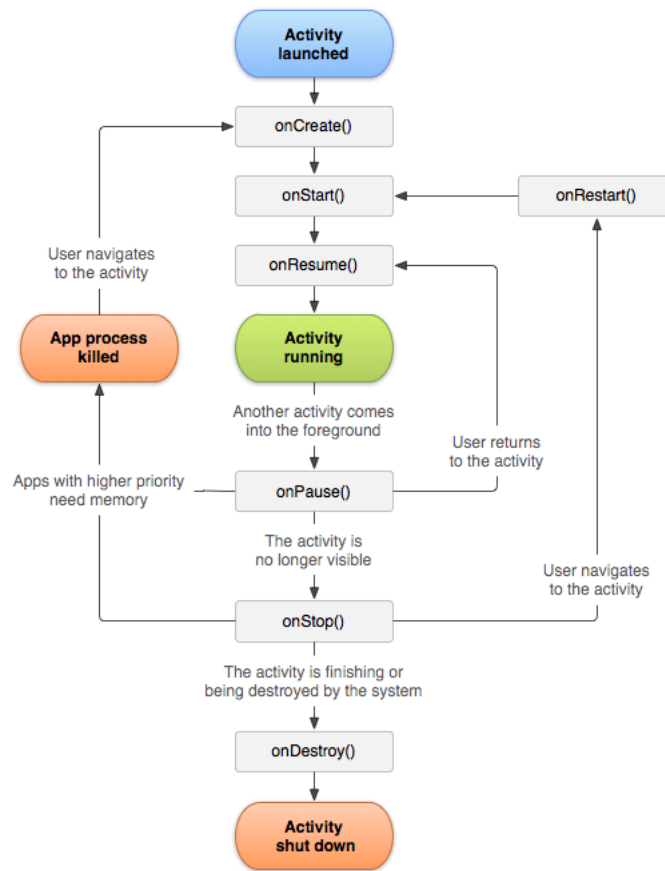 Activity
launched
onCreate()
onStart()
onRestart()
User navigates
to the activity
onResume()
App process
killed
Activity
running
Another activity comes
into the foreground
User returns
to the activity
Apps with higher priority
need memory
onPause()
The activity is
no longer visible
User navigates
to the activity
onStop()
The activity is finishing or
being destroyed by the system
onDestroy()
Activity
shut down